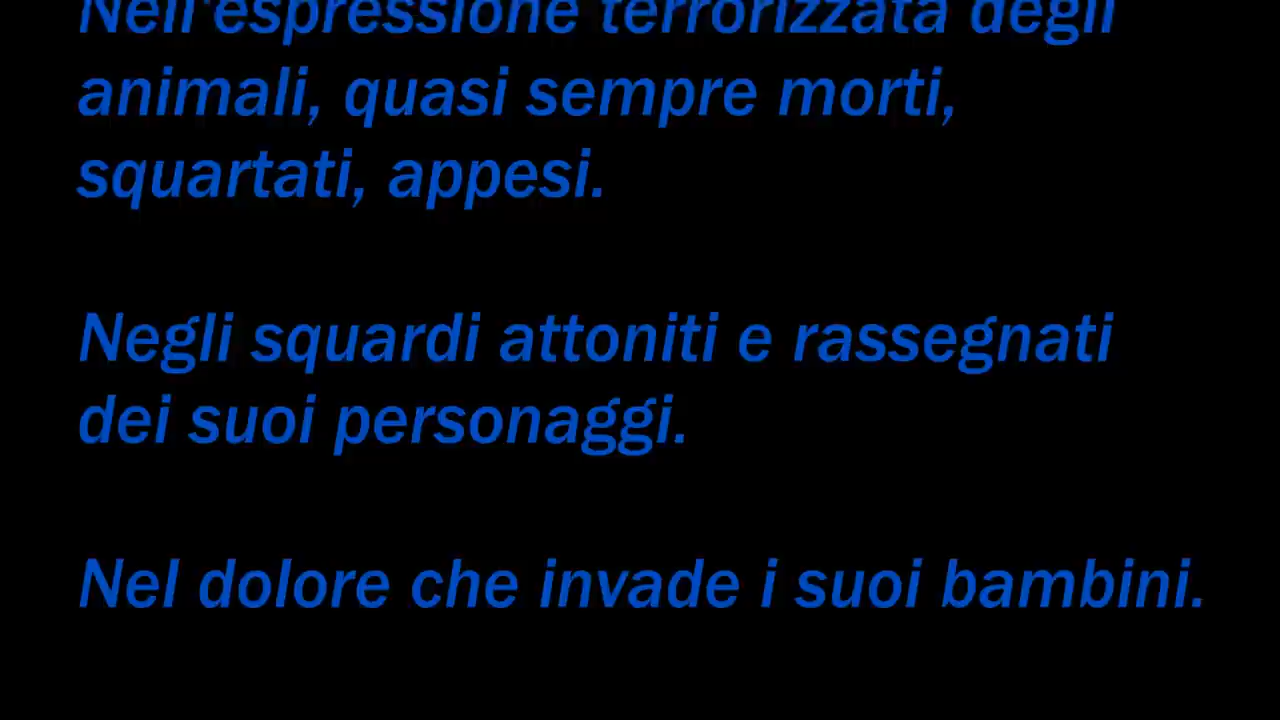 Nell'espressione terrorizzata degli
animali, quasi sempre morti,
squartati, appesi.
Negli squardi attoniti e rassegnati
dei suoi personaggi.
Nel dolore che invade i suoi bambini.